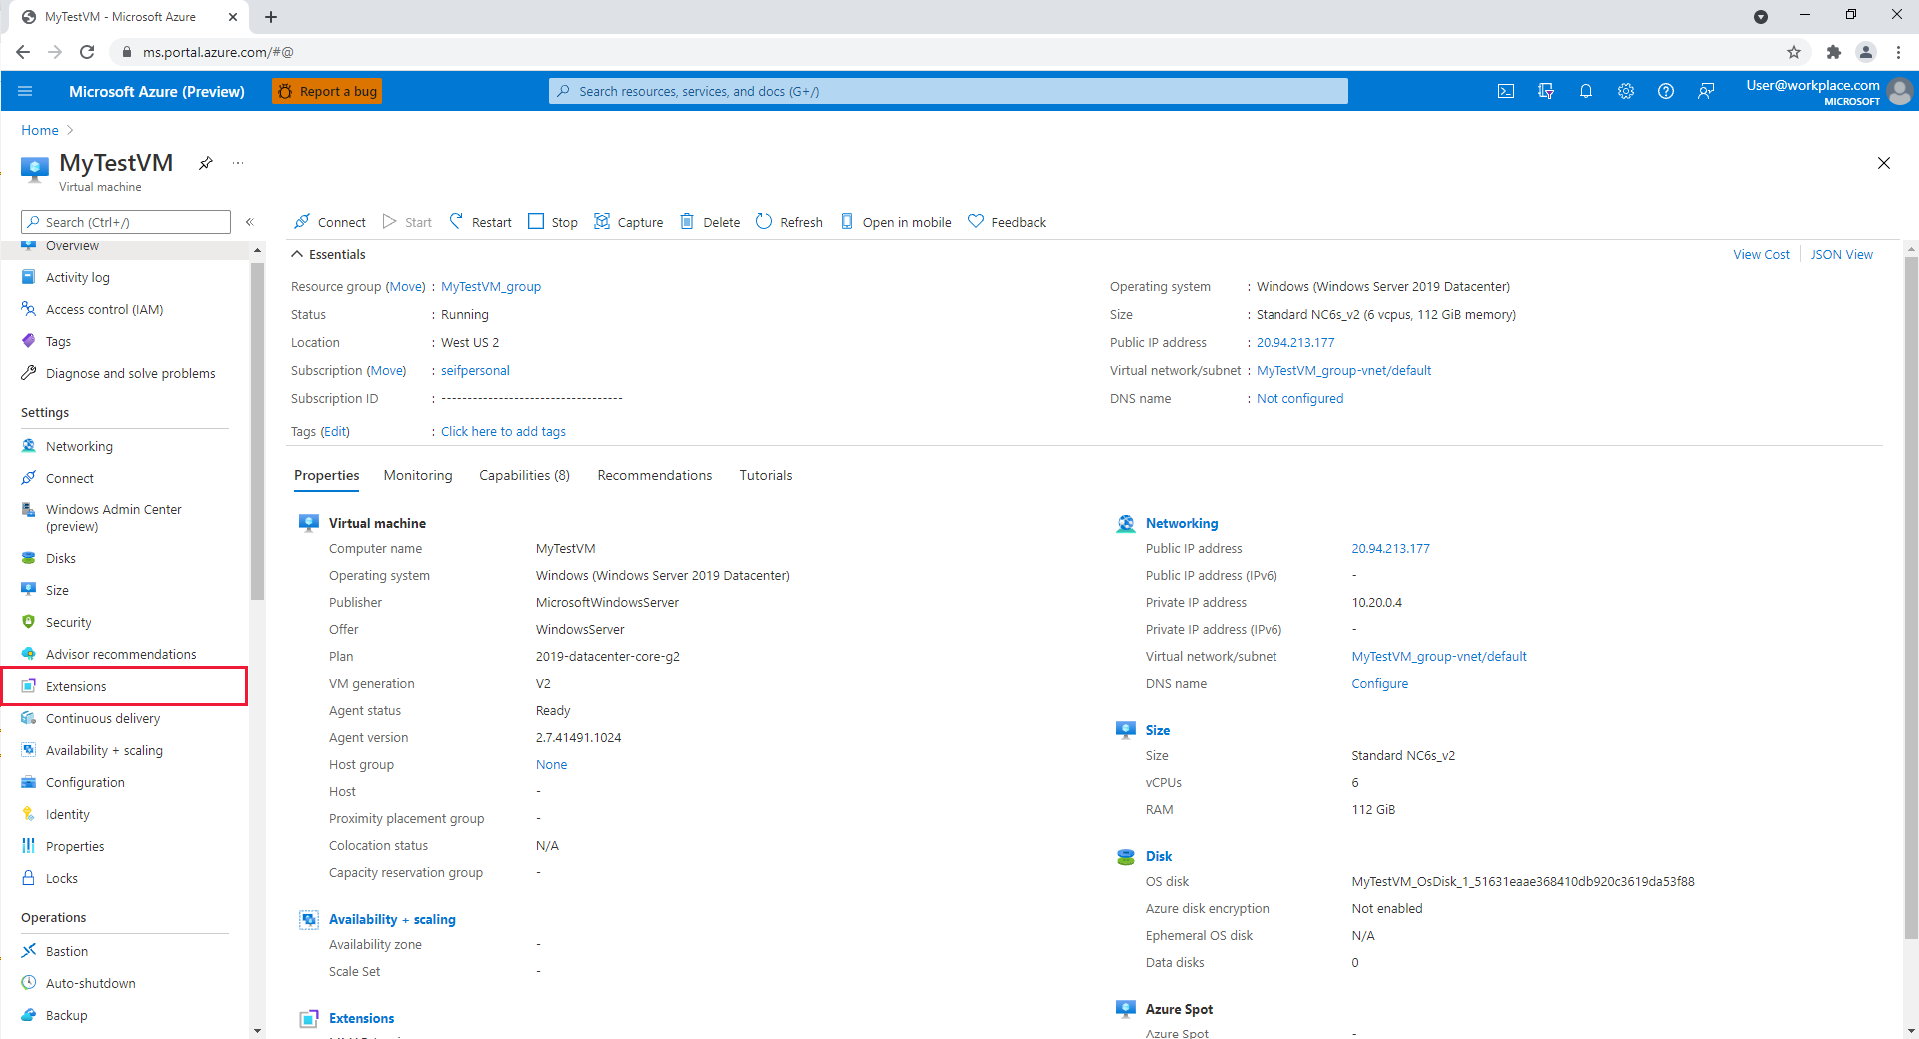 MyTestVM - Microsoft Azure
ms.portal.azure.com/#@
Microsoft Azure (Preview)
Report a bug
Search resources, services, and docs (G+/)
User@workplace.com
MICROSOFT
Home
MyTestVM
Virtual machine
Search (Ctrl+/)
Overview
Activity log
Access control (IAM)
Tags
Diagnose and solve problems
Settings
Networking
Connect
Windows Admin Center
(preview)
Disks
Size
Security
Advisor recommendations
Extensions
Continuous delivery
Availability + scaling
Configuration
Identity
Properties
Locks
Operations
Bastion
Auto-shutdown
Backup
Connect Start Restart Stop Capture Delete Refresh Open in mobile Feedback
Essentials
View Cost JSON View
Resource group (Move) : MyTestVM_group
Status : Running
Location : West US 2
Subscription (Move) : seifpersonal
Subscription ID : -----------------------------------
Tags (Edit) : Click here to add tags
Operating system : Windows (Windows Server 2019 Datacenter)
Size : Standard NC6s_v2 (6 vcpus, 112 GiB memory)
Public IP address : 20.94.213.177
Virtual network/subnet : MyTestVM_group-vnet/default
DNS name : Not configured
Properties Monitoring Capabilities (8) Recommendations Tutorials
Virtual machine
Computer name MyTestVM
Operating system Windows (Windows Server 2019 Datacenter)
Publisher MicrosoftWindowsServer
Offer WindowsServer
Plan 2019-datacenter-core-g2
VM generation V2
Agent status Ready
Agent version 2.7.41491.1024
Host group None
Host -
Proximity placement group -
Colocation status N/A
Capacity reservation group -
Availability + scaling
Availability zone -
Scale Set -
Extensions
Networking
Public IP address 20.94.213.177
Public IP address (IPv6) -
Private IP address 10.20.0.4
Private IP address (IPv6) -
Virtual network/subnet MyTestVM_group-vnet/default
DNS name Configure
Size
Size Standard NC6s_v2
vCPUs 6
RAM 112 GiB
Disk
OS disk MyTestVM_OsDisk_1_51631eaae368410db920c3619da53f88
Azure disk encryption Not enabled
Ephemeral OS disk N/A
Data disks 0
Azure Spot
Azure Spot -